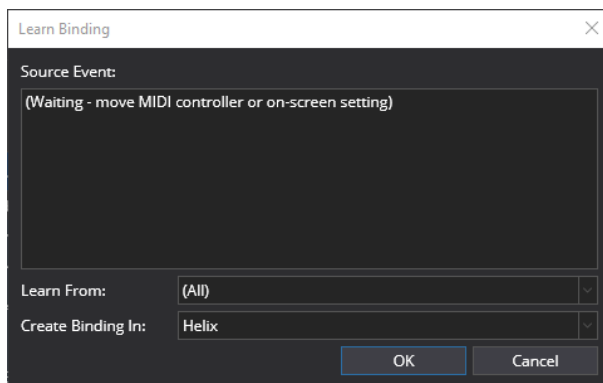 Learn Binding
Source Event:
(Waiting - move MIDI controller or on-screen setting)
Learn From:
(All)
Create Binding In:
Helix
OK
Cancel